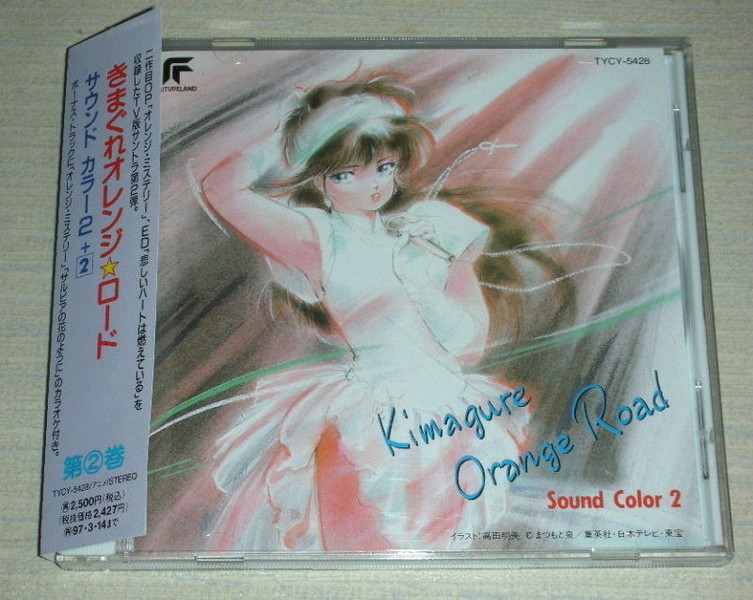 きまぐれオレンジ☆ロード
サウンド カラー2+2
ボーナス・トラックに「オレンジ・ミステリー」、「サルビアの花のように」のカラオケ付き。
第②巻
TYCY-5428/アニメ/STEREO
2,500円(税込)
(税抜価格2,427円)
97・3・14まで
二作目OP「オレンジ・ミステリー」、ED「悲しいハートは燃えている」を
収録したTV版サントラ第2弾。
TYCY-5428
Kimagure
Orange Road
Sound Color 2
イラスト:高田明美 © まつもと泉/集英社・日本テレビ・東宝